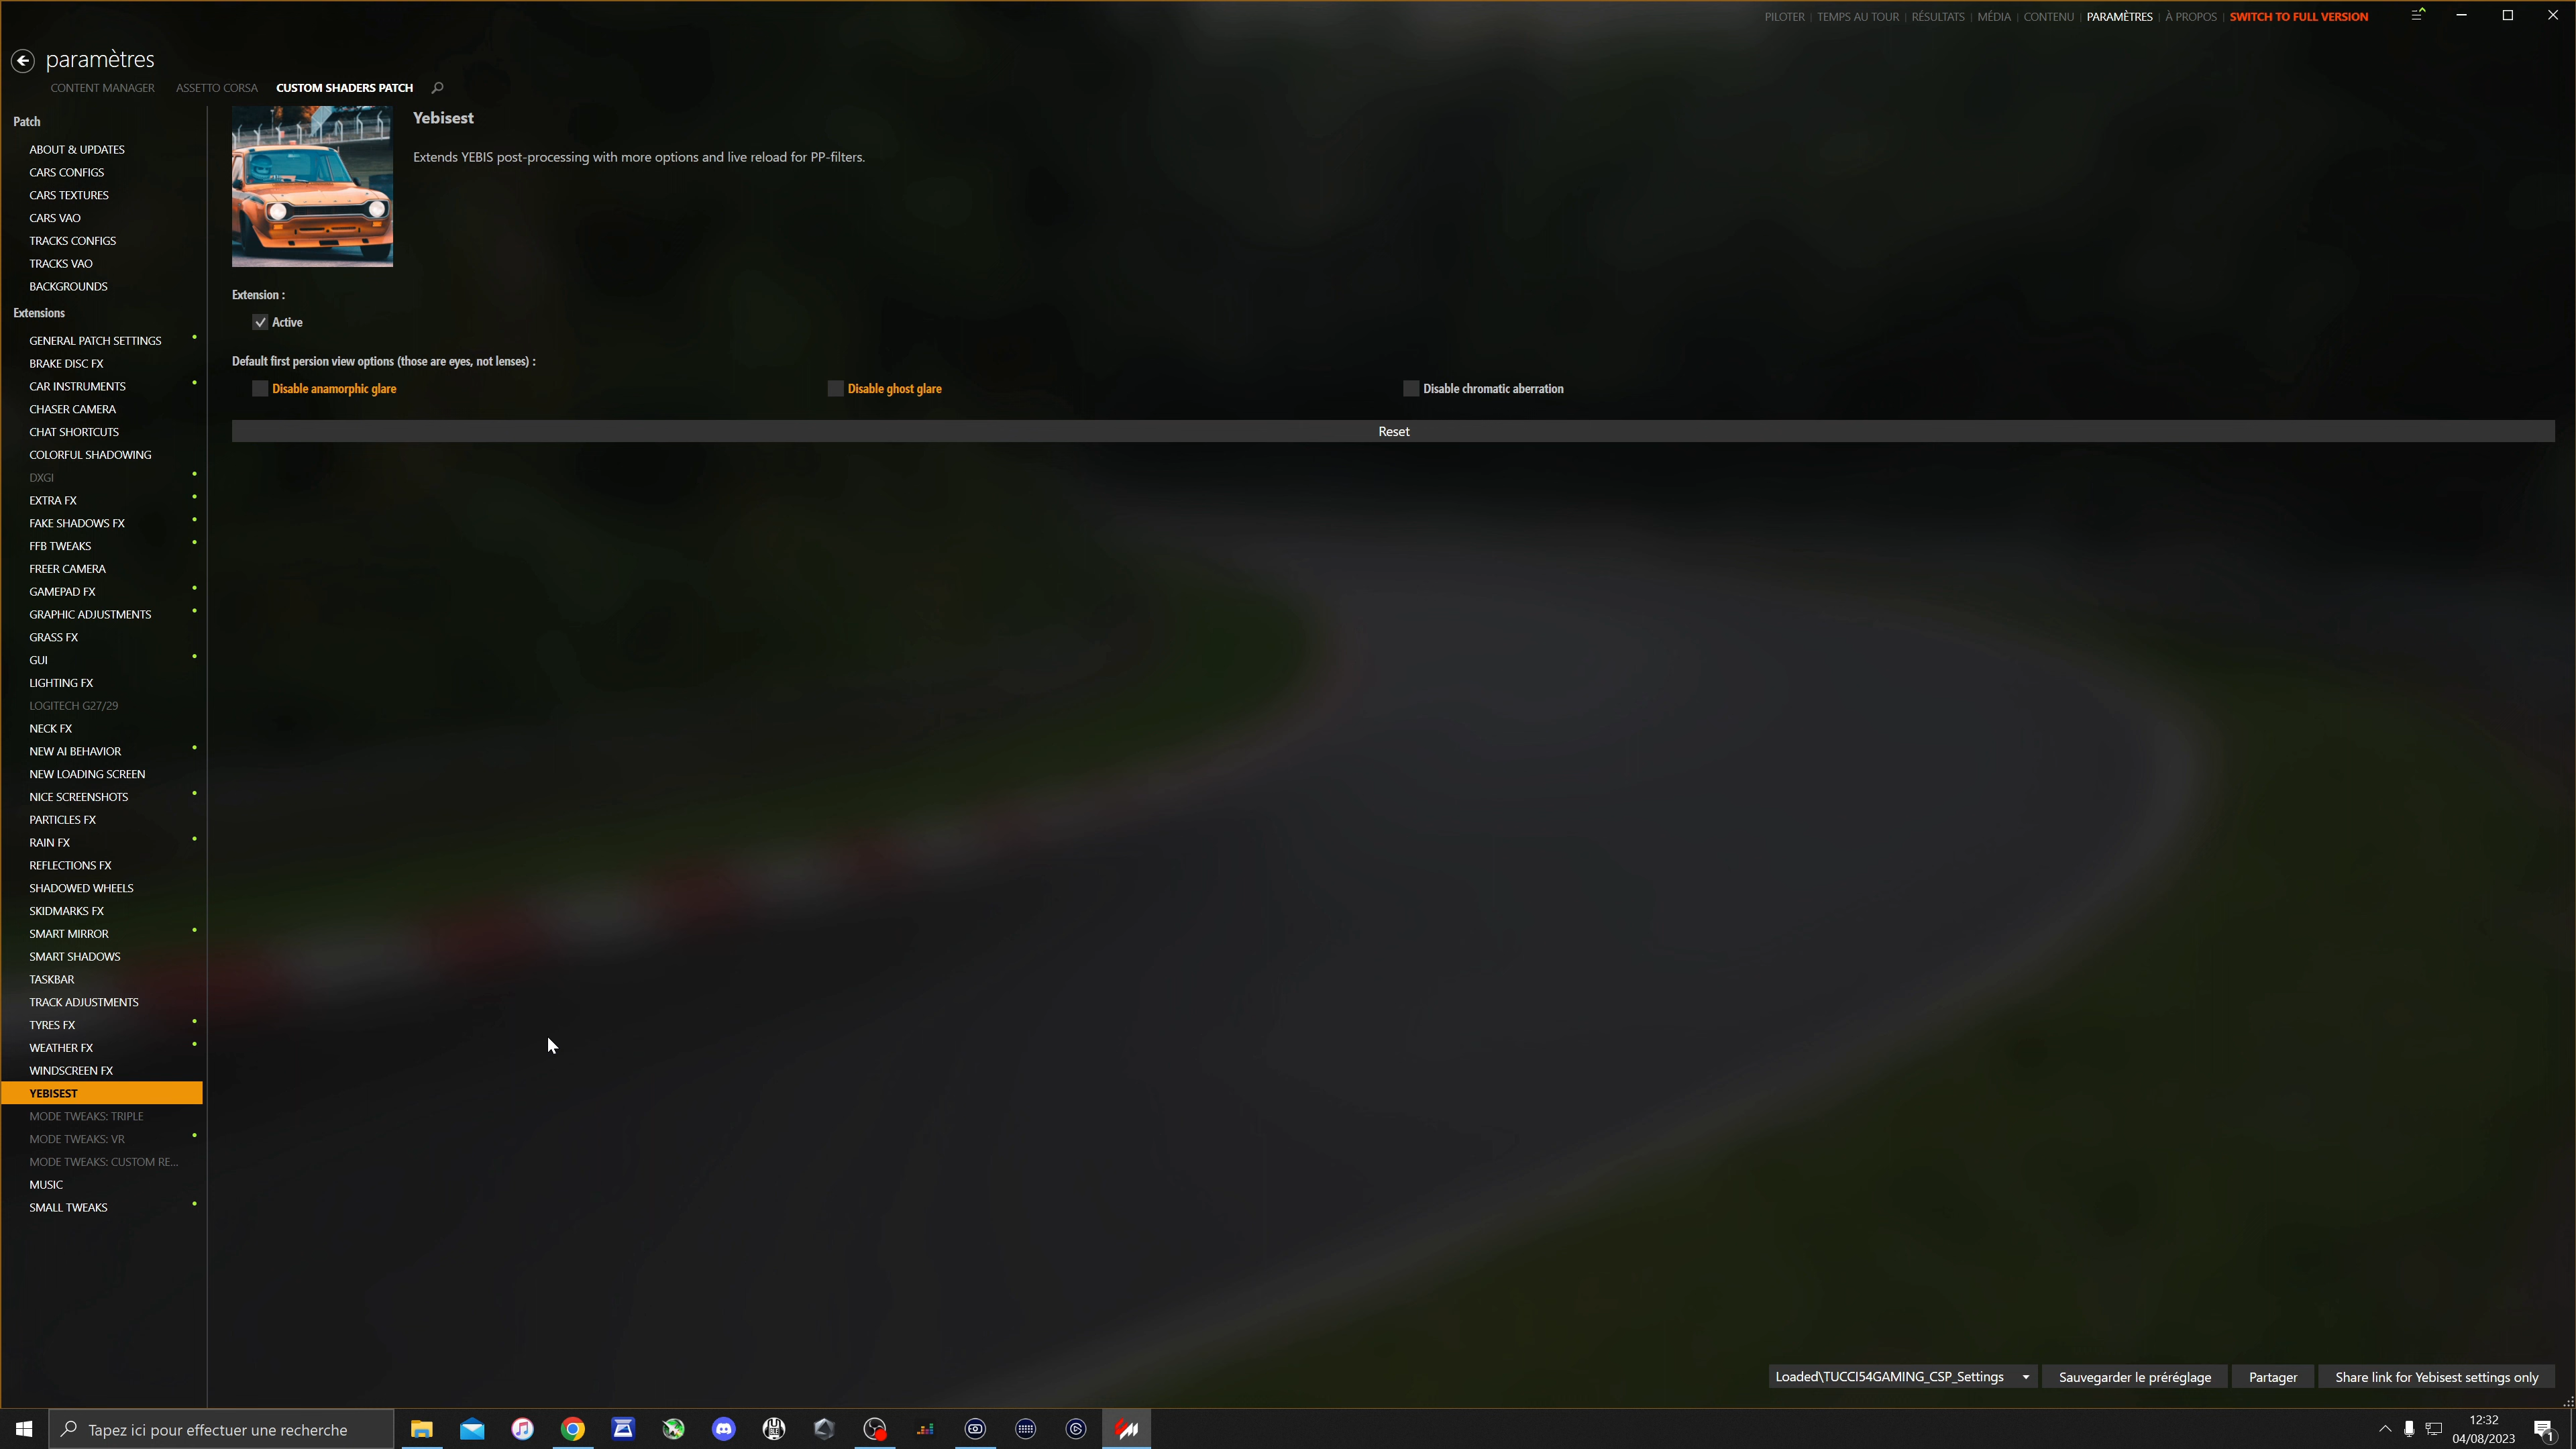 PILOTER | TEMPS AU TOUR | RÉSULTATS | MÉDIA | CONTENU | PARAMÈTRES | À PROPOS | SWITCH TO FULL VERSION
paramètres
CONTENT MANAGER ASSETTO CORSA CUSTOM SHADERS PATCH
Patch
ABOUT & UPDATES
CARS CONFIGS
CARS TEXTURES
CARS VAO
TRACKS CONFIGS
TRACKS VAO
BACKGROUNDS
Extensions
GENERAL PATCH SETTINGS
BRAKE DISC FX
CAR INSTRUMENTS
CHASER CAMERA
CHAT SHORTCUTS
COLORFUL SHADOWING
DXGI
EXTRA FX
FAKE SHADOWS FX
FFB TWEAKS
FREER CAMERA
GAMEPAD FX
GRAPHIC ADJUSTMENTS
GRASS FX
GUI
LIGHTING FX
LOGITECH G27/29
NECK FX
NEW AI BEHAVIOR
NEW LOADING SCREEN
NICE SCREENSHOTS
PARTICLES FX
RAIN FX
REFLECTIONS FX
SHADOWED WHEELS
SKIDMARKS FX
SMART MIRROR
SMART SHADOWS
TASKBAR
TRACK ADJUSTMENTS
TYRES FX
WEATHER FX
WINDSCREEN FX
YEBISEST
MODE TWEAKS: TRIPLE
MODE TWEAKS: VR
MODE TWEAKS: CUSTOM RE...
MUSIC
SMALL TWEAKS
Yebisest
Extends YEBIS post-processing with more options and live reload for PP-filters.
Extension :
Active
Default first persion view options (those are eyes, not lenses) :
Disable anamorphic glare Disable ghost glare Disable chromatic aberration
Reset
Loaded\TUCCI54GAMING_CSP_Settings Sauvegarder le préréglage Partager Share link for Yebisest settings only
Tapez ici pour effectuer une recherche
12:32
04/08/2023
1